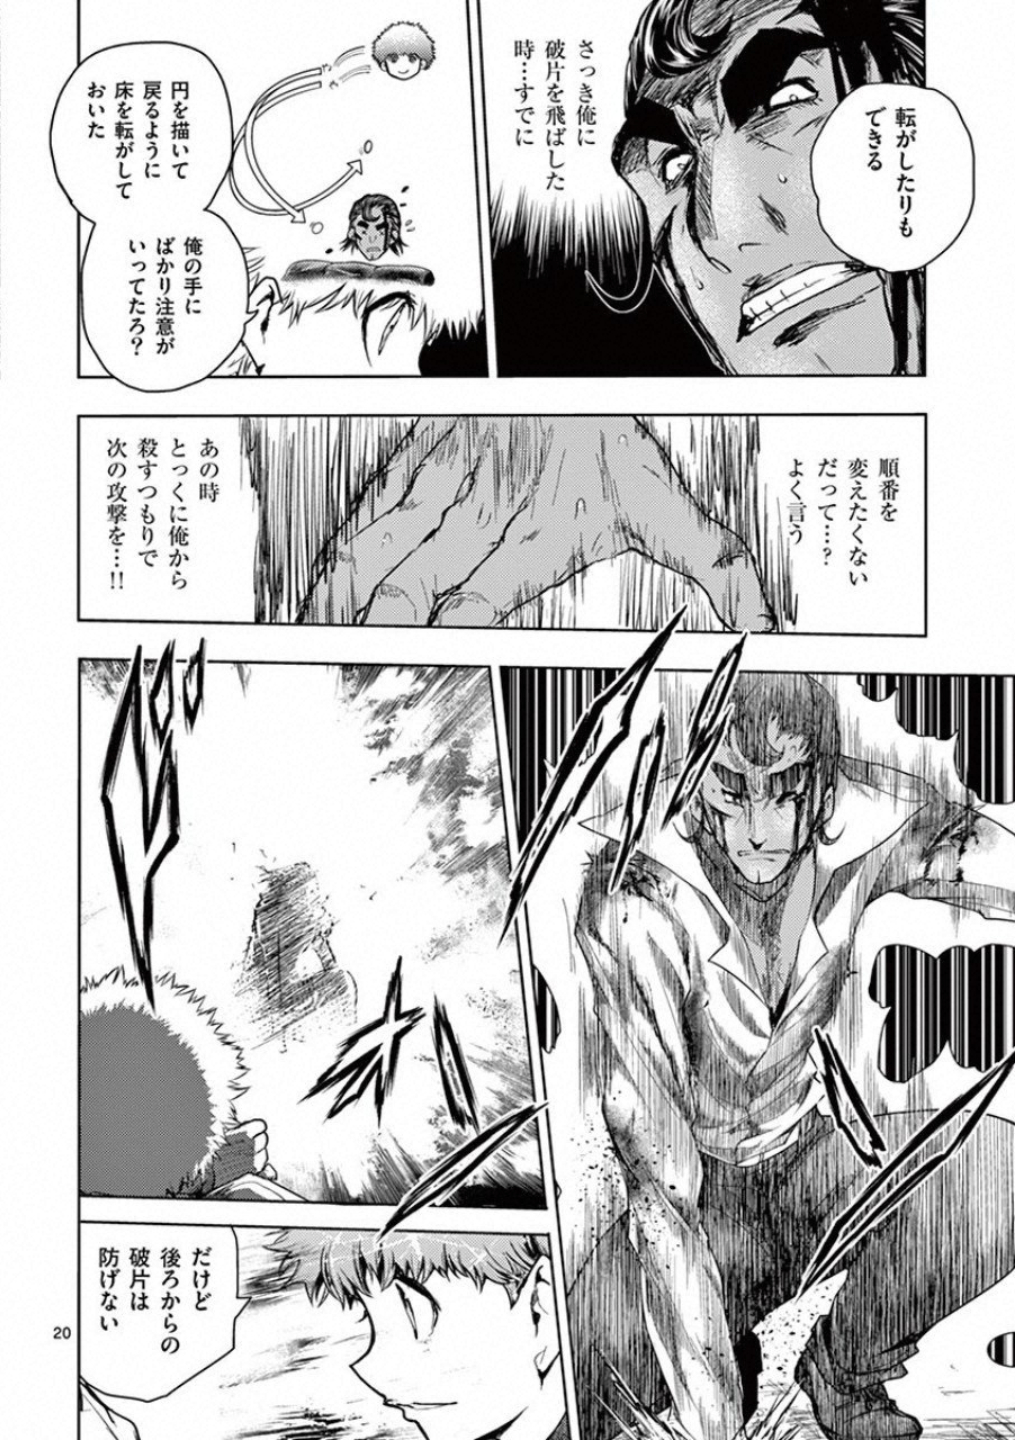 転がしたりも
できる
さっき俺に
破片を飛ばした
時…すでに
円を描いて
戻るように
床を転がして
おいた
俺の手に
ばかり注意が
いってたろ？
順番を
変えたくない
だって…？
よく言う
あの時
とっくに俺から
殺すつもりで
次の攻撃を…!!
だけど
後ろからの
破片は
防げない
20